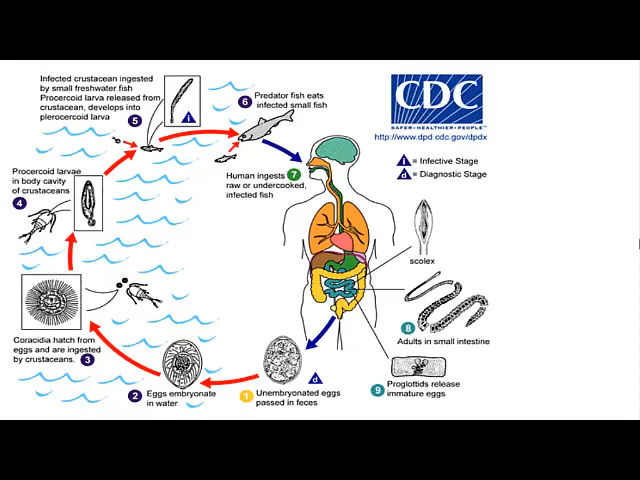 Infected crustacean ingested
by small freshwater fish
Procercoid larva released from
crustacean, develops into
plerocercoid larva
5
i
6
Predator fish eats
infected small fish
CDC
SAFER·HEALTHIER·PEOPLE™
http://www.dpd.cdc.gov/dpdx
i = Infective Stage
d = Diagnostic Stage
Human ingests 7
raw or undercooked,
infected fish
Procercoid larvae
in body cavity
of crustaceans
4
scolex
8
Adults in small intestine
Coracidia hatch from
eggs and are ingested
by crustaceans. 3
2 Eggs embryonate
in water
d
1 Unembryonated eggs
passed in feces
9 Proglottids release
immature eggs